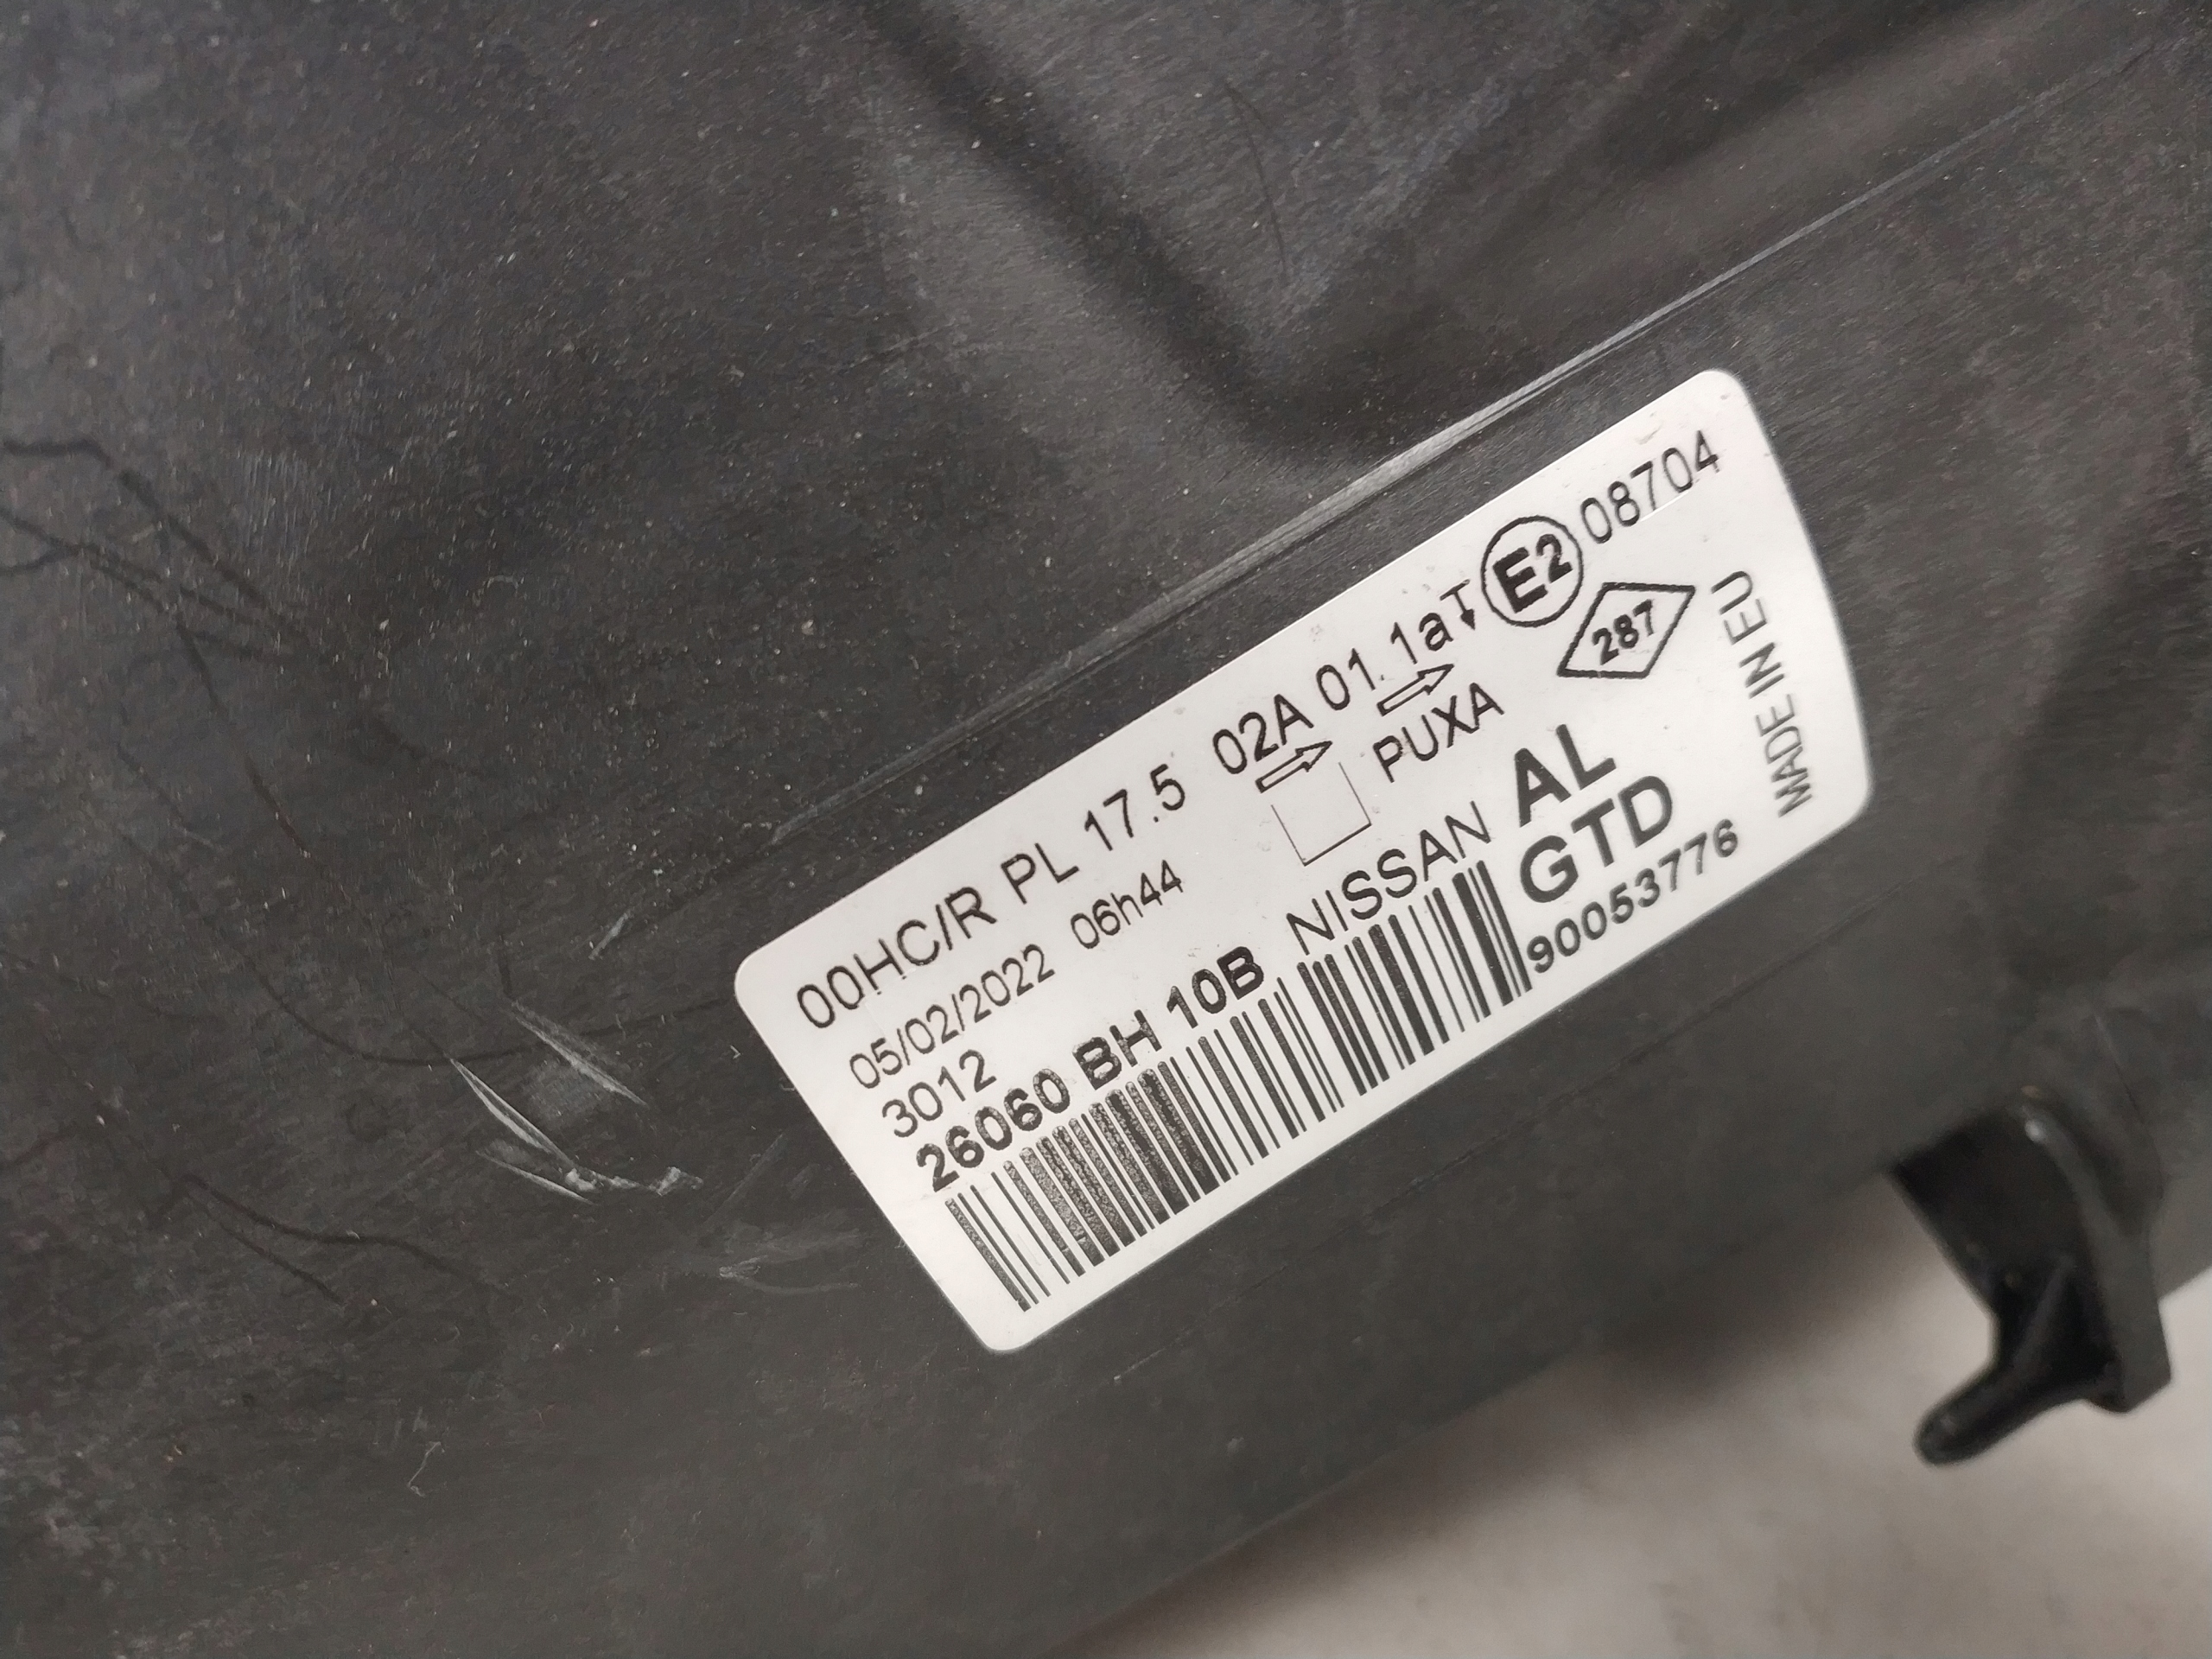 00HC/R PL 17.5 02A 01 1a E2 08704
05/02/2022 06h44
PUXA
287
3012
26060 BH 10B NISSAN AL
GTD
90053776
MADE IN EU